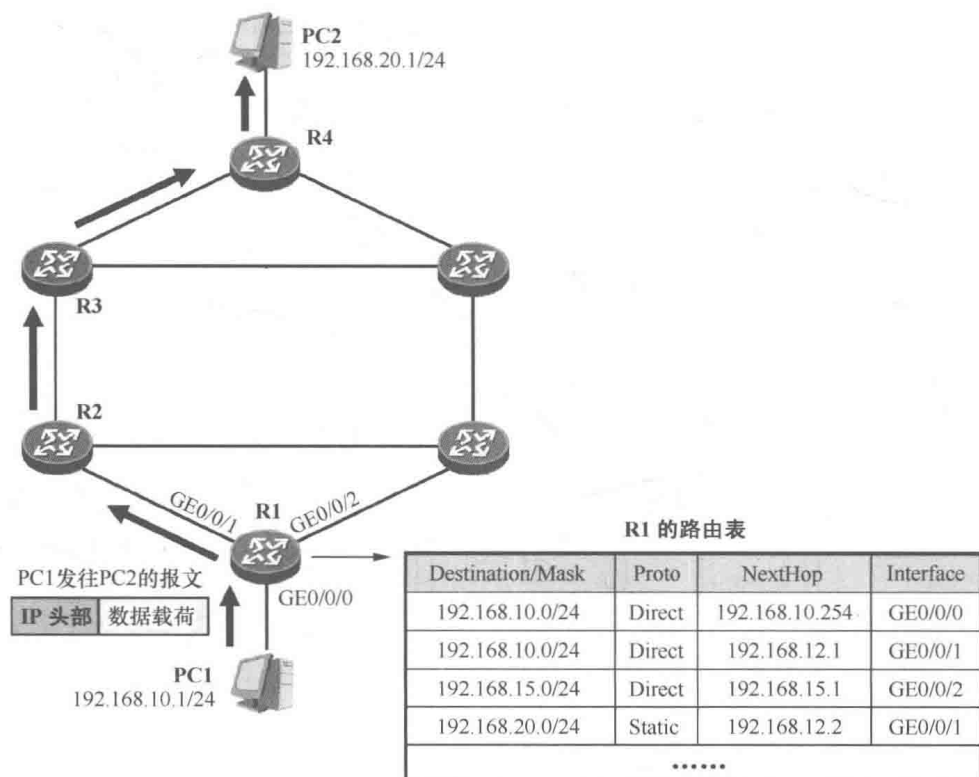 PC2
192.168.20.1/24
R4
R3
R2
GE0/0/1
R1
GE0/0/2
GE0/0/0
PC1发往PC2的报文
IP 头部 数据载荷
PC1
192.168.10.1/24
R1 的路由表
Destination/Mask Proto NextHop Interface
192.168.10.0/24 Direct 192.168.10.254 GE0/0/0
192.168.10.0/24 Direct 192.168.12.1 GE0/0/1
192.168.15.0/24 Direct 192.168.15.1 GE0/0/2
192.168.20.0/24 Static 192.168.12.2 GE0/0/1
……